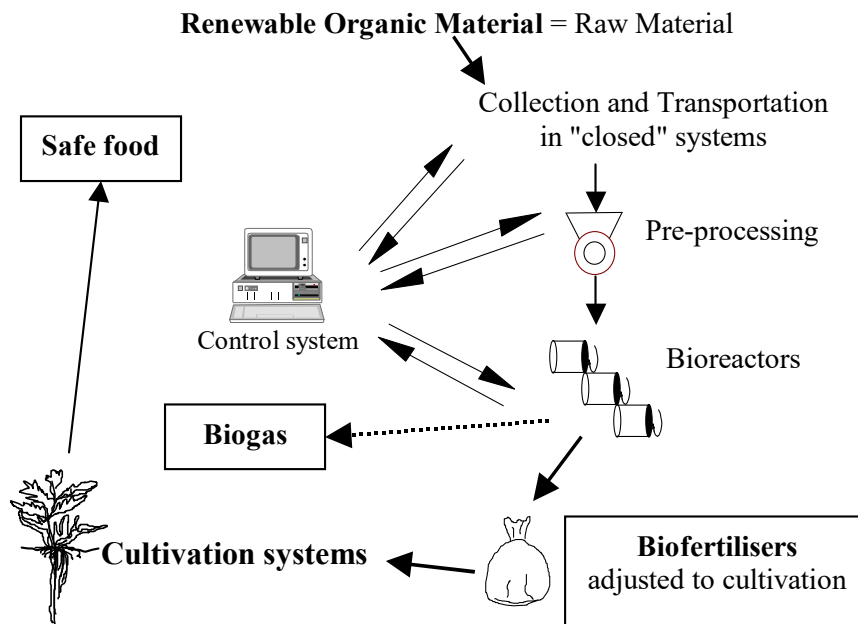 Renewable Organic Material = Raw Material
Collection and Transportation
in "closed" systems
Safe food
Pre-processing
Control system
Bioreactors
Biogas
Cultivation systems
Biofertilisers
adjusted to cultivation